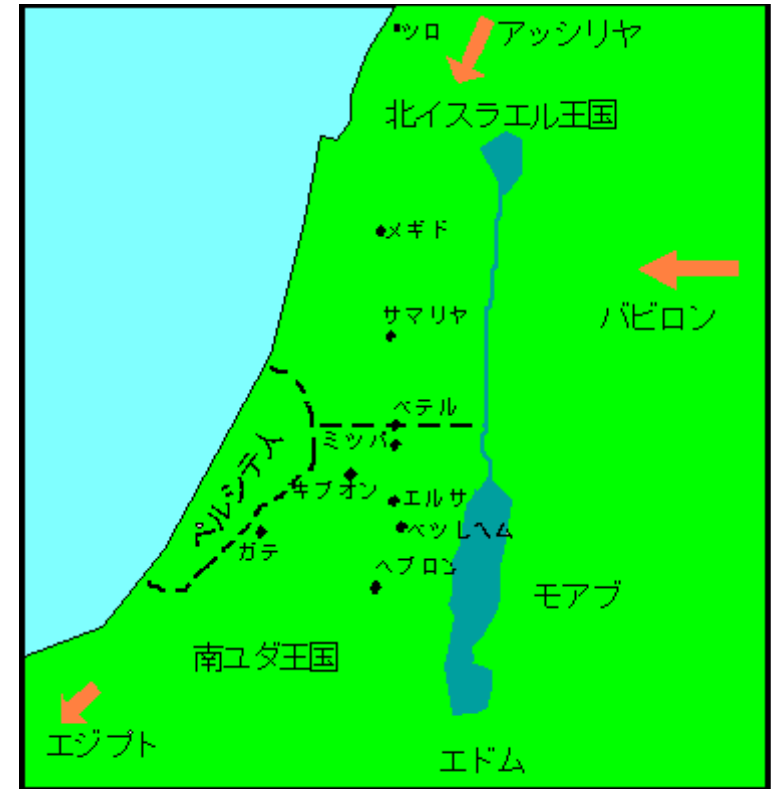 ツロ
アッシリヤ
北イスラエル王国
メギド
バビロン
サマリヤ
ベテル
ミッパ
ペルシテ人
キブオン
エルサ
ベツレヘム
ガテ
ヘブロン
モアブ
南ユダ王国
エジプト
エドム